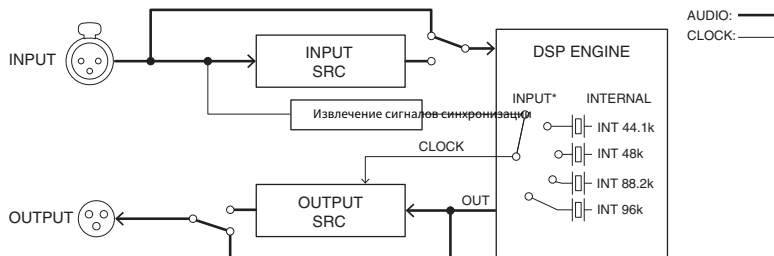 AUDIO:
CLOCK:
INPUT
INPUT
SRC
DSP ENGINE
Извлечение сигналов синхронизации
INPUT*
INTERNAL
INT 44.1k
INT 48k
INT 88.2k
INT 96k
CLOCK
OUTPUT
OUTPUT
SRC
OUT